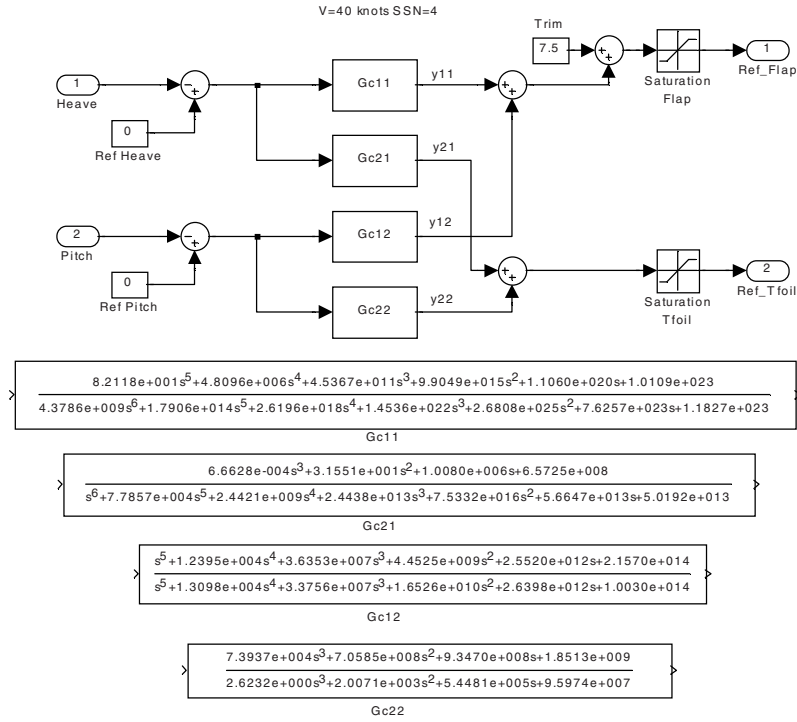 V=40 knots SSN=4
Trim
7.5
1
Heave
0
Ref Heave
Gc11
y11
Saturation
Flap
1
Ref_Flap
Gc21
y21
2
Pitch
0
Ref Pitch
Gc12
y12
Gc22
y22
Saturation
Tfoil
2
Ref_Tfoil
8.2118e+001s^5+4.8096e+006s^4+4.5367e+011s^3+9.9049e+015s^2+1.1060e+020s+1.0109e+023
4.3786e+009s^6+1.7906e+014s^5+2.6196e+018s^4+1.4536e+022s^3+2.6808e+025s^2+7.6257e+023s+1.1827e+023
Gc11
6.6628e-004s^3+3.1551e+001s^2+1.0080e+006s+6.5725e+008
s^6+7.7857e+004s^5+2.4421e+009s^4+2.4438e+013s^3+7.5332e+016s^2+5.6647e+013s+5.0192e+013
Gc21
s^5+1.2395e+004s^4+3.6353e+007s^3+4.4525e+009s^2+2.5520e+012s+2.1570e+014
s^5+1.3098e+004s^4+3.3756e+007s^3+1.6526e+010s^2+2.6398e+012s+1.0030e+014
Gc12
7.3937e+004s^3+7.0585e+008s^2+9.3470e+008s+1.8513e+009
2.6232e+000s^3+2.0071e+003s^2+5.4481e+005s+9.5974e+007
Gc22